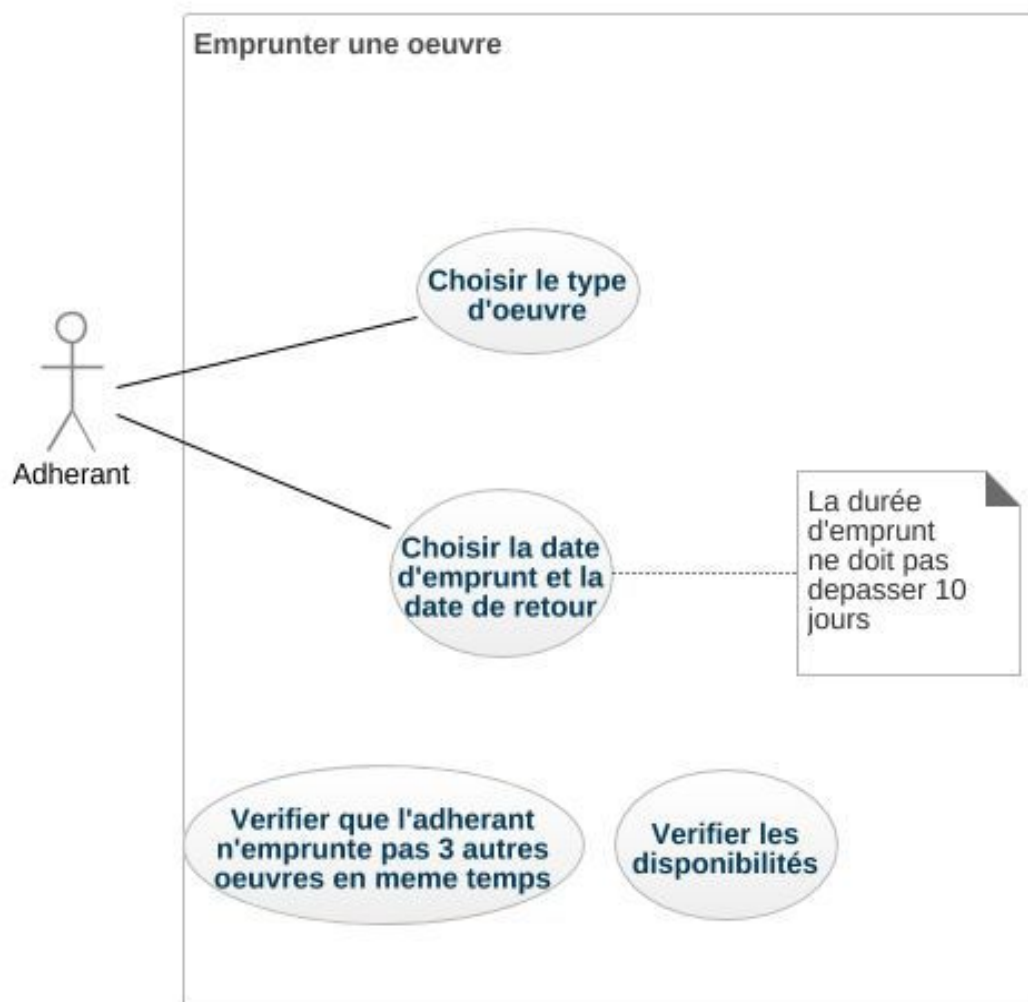 Emprunter une oeuvre
Choisir le type
d'oeuvre
Adherant
Choisir la date
d'emprunt et la
date de retour
La durée
d'emprunt
ne doit pas
depasser 10
jours
Verifier que l'adherant
n'emprunte pas 3 autres
oeuvres en meme temps
Verifier les
disponibilités